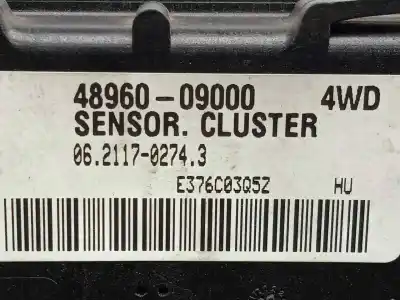 48960-09000 4WD
SENSOR. CLUSTER
06.2117-0274.3
E376C03Q5Z HU